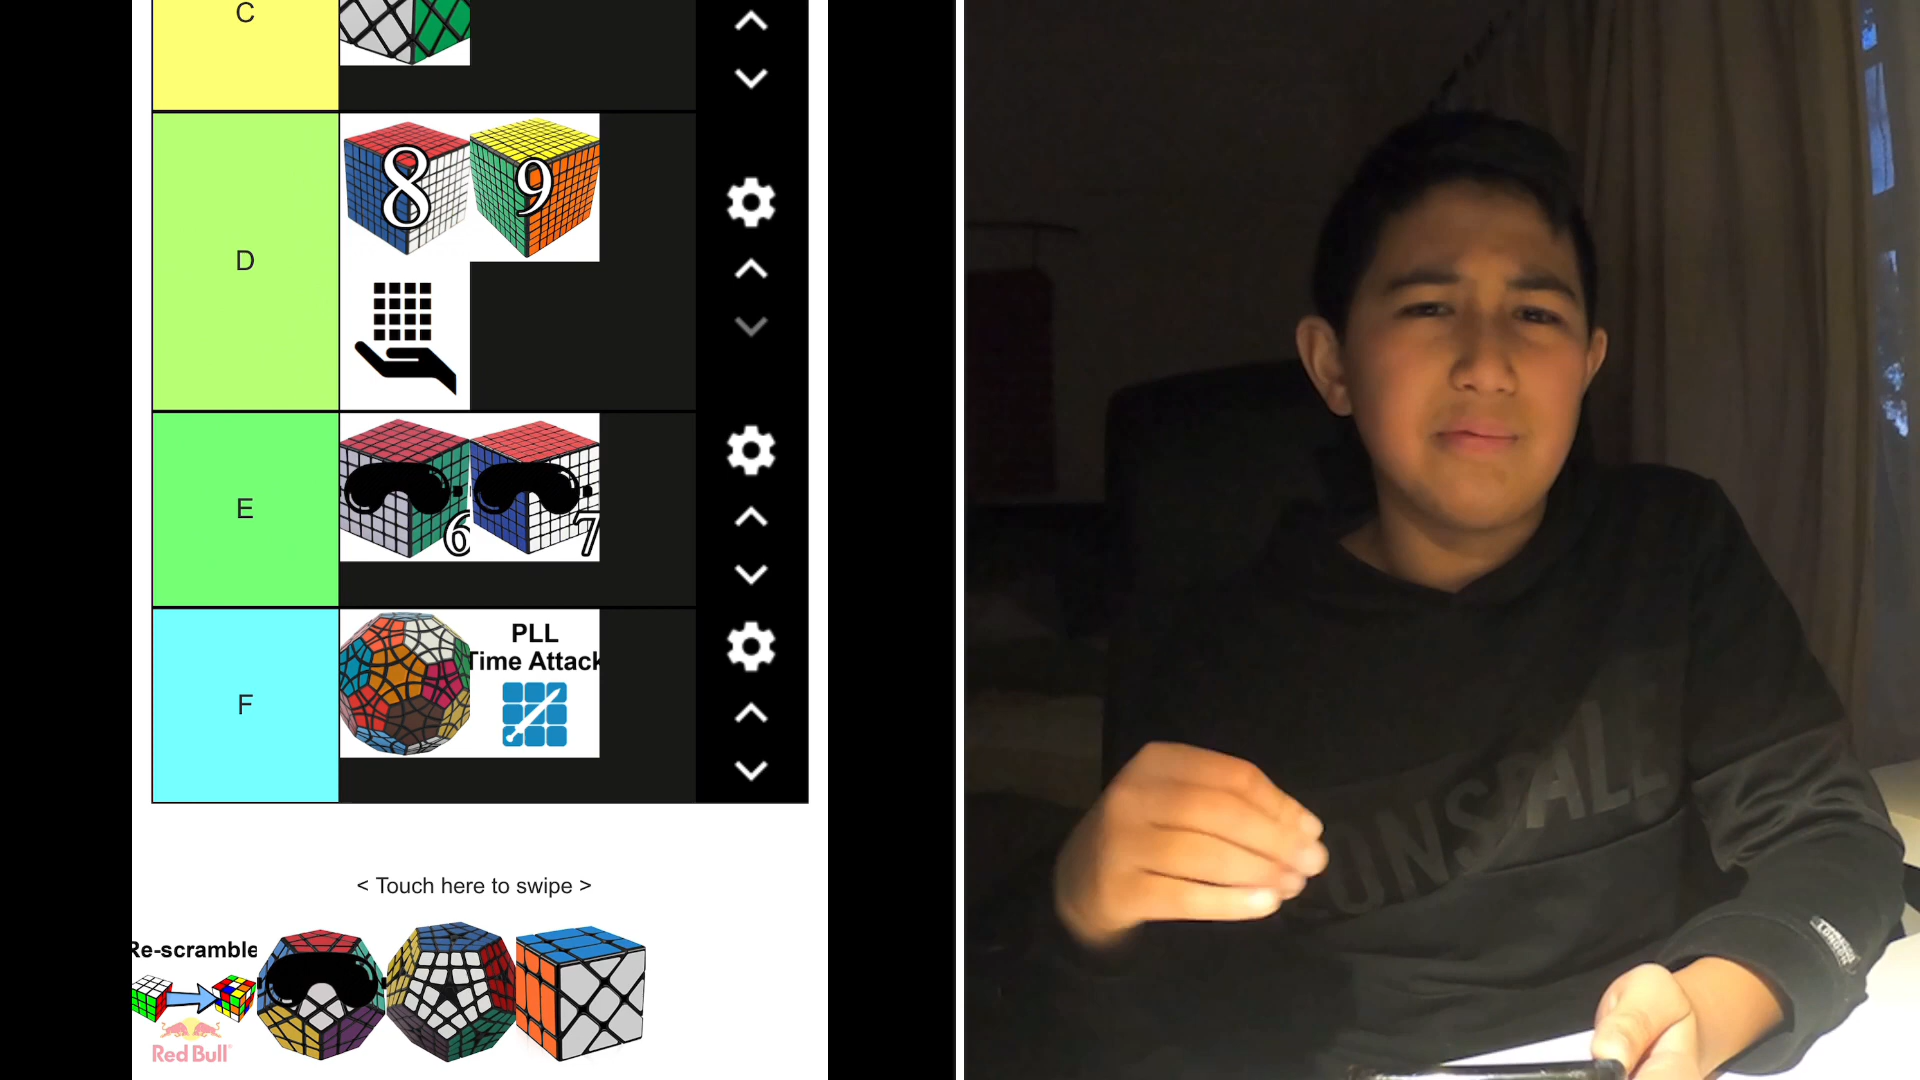 C
D
8
9
E
6
7
F
PLL
Time Attack
< Touch here to swipe >
Re-scramble
Red Bull